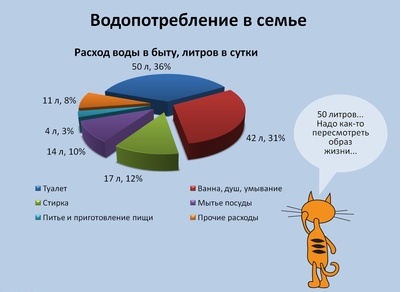 Водопотребление в семье
Расход воды в быту, литров в сутки
50 л, 36%
11 л, 8%
4 л, 3%
14 л, 10%
17 л, 12%
42 л, 31%
50 литров...
Надо как-то
пересмотреть
образ
жизни...
Туалет
Ванна, душ, умывание
Стирка
Мытье посуды
Питье и приготовление пищи
Прочие расходы